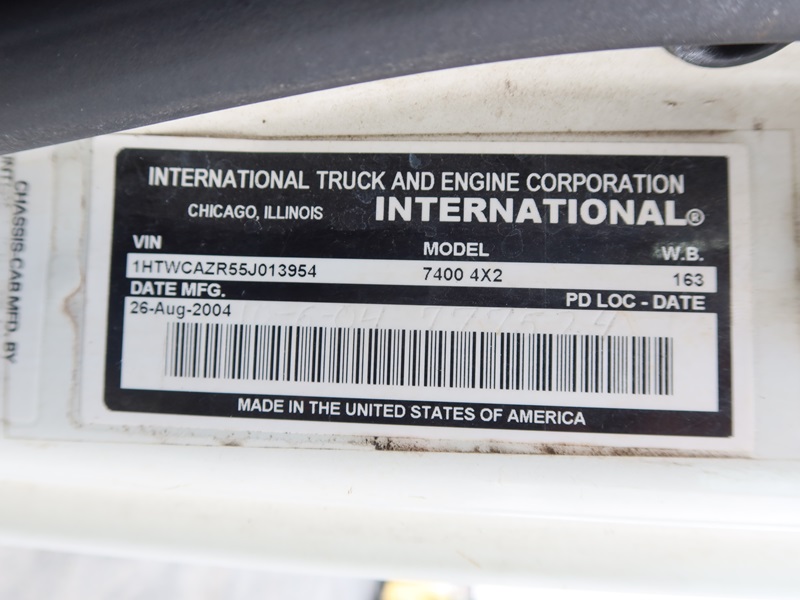 INTERNATIONAL TRUCK AND ENGINE CORPORATION
CHICAGO, ILLINOIS INTERNATIONAL®
VIN MODEL W.B.
1HTWCAZR55J013954 7400 4X2 163
DATE MFG. PD LOC - DATE
26-Aug-2004
MADE IN THE UNITED STATES OF AMERICA
CHASSIS-CAB MFD. BY